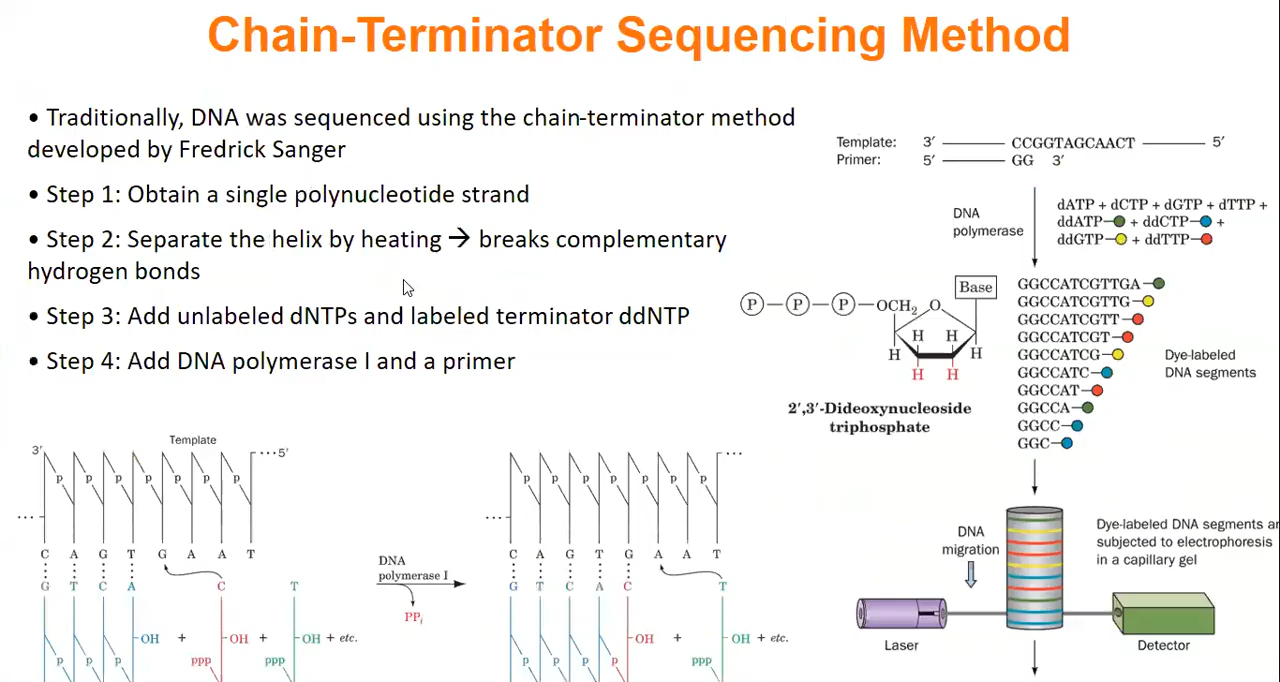 Chain-Terminator Sequencing Method
• Traditionally, DNA was sequenced using the chain-terminator method
developed by Fredrick Sanger
• Step 1: Obtain a single polynucleotide strand
• Step 2: Separate the helix by heating → breaks complementary
hydrogen bonds
• Step 3: Add unlabeled dNTPs and labeled terminator ddNTP
• Step 4: Add DNA polymerase I and a primer
Template: 3′ CCGGTAGCAACT 5′
Primer: 5′ GG 3′
DNA
polymerase
dATP + dCTP + dGTP + dTTP +
ddATP + ddCTP +
ddGTP + ddTTP
P P P OCH₂ O Base
H H
H H
H H
2′,3′-Dideoxynucleoside
triphosphate
GGCCATCGTTGA
GGCCATCGTTG
GGCCATCGTT
GGCCATCGT
GGCCATCG
GGCCATC
GGCCAT
GGCCA
GGCC
GGC
Dye-labeled
DNA segments
DNA
migration
Dye-labeled DNA segments ar
subjected to electrophoresis
in a capillary gel
Laser
Detector
Template
3′ ···5′
p p p p p p p
···
C A G T G A A T
G T C A C T
OH + OH + OH + etc.
p p p ppp ppp
DNA
polymerase I
PPi
···
p p p p p p p
···
C A G T G A A T
G T C A C T
OH + OH + etc.
p p p p ppp